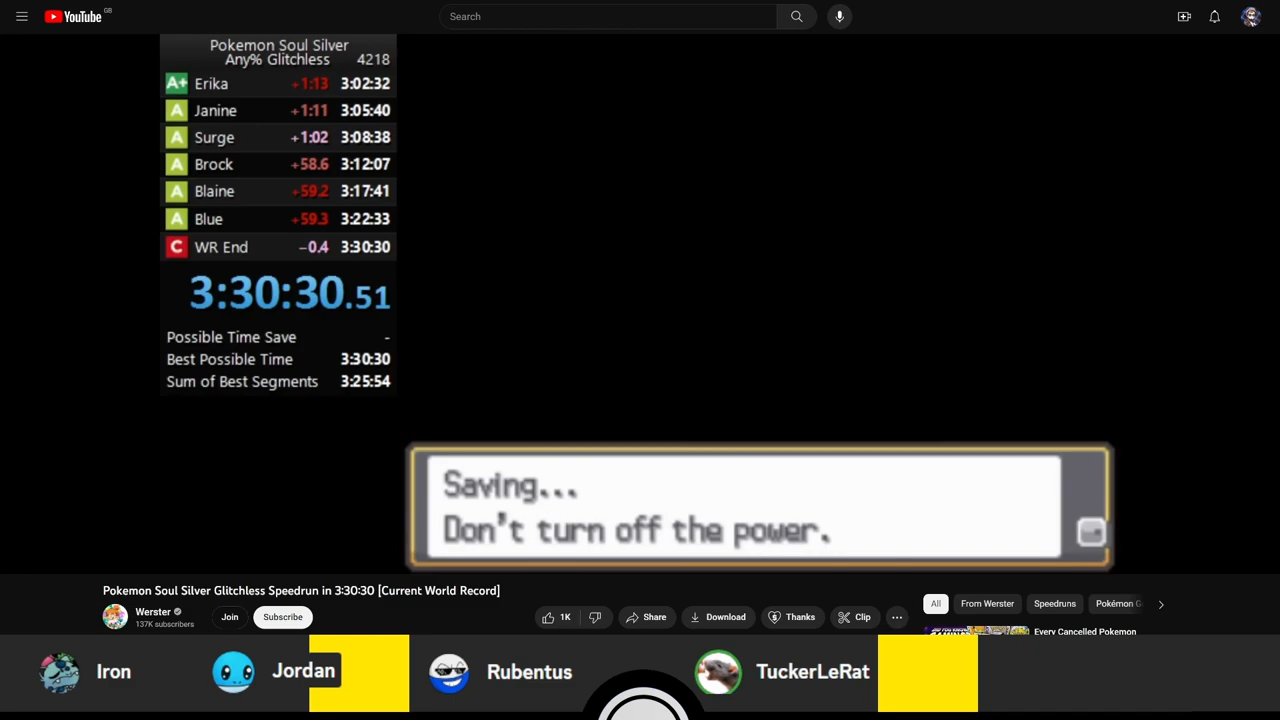 YouTube GB
Search
Pokemon Soul Silver
Any% Glitchless 4218
A+ Erika +1:13 3:02:32
A Janine +1:11 3:05:40
A Surge +1:02 3:08:38
A Brock +58.6 3:12:07
A Blaine +59.2 3:17:41
A Blue +59.3 3:22:33
C WR End −0.4 3:30:30
3:30:30.51
Possible Time Save -
Best Possible Time 3:30:30
Sum of Best Segments 3:25:54
Saving...
Don't turn off the power.
Pokemon Soul Silver Glitchless Speedrun in 3:30:30 [Current World Record]
Werster
137K subscribers
Join
Subscribe
1K
Share
Download
Thanks
Clip
All
From Werster
Speedruns
Pokémon G
Every Cancelled Pokemon
Iron
Jordan
Rubentus
TuckerLeRat